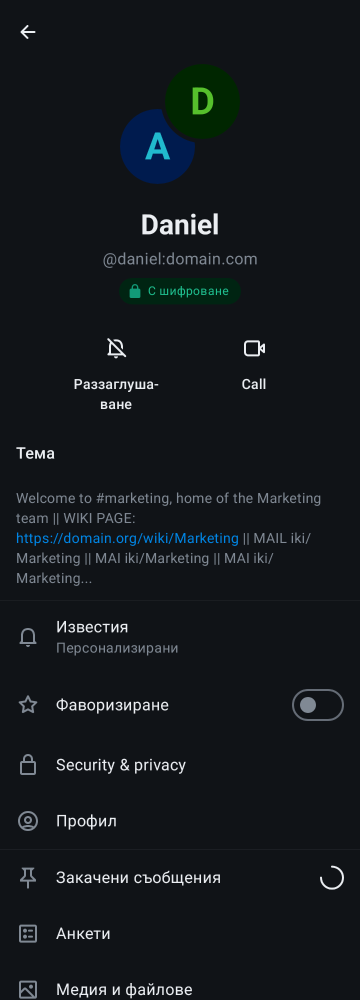 D
A
Daniel
@daniel:domain.com
С шифроване
Раззаглуша-
ване
Call
Тема
Welcome to #marketing, home of the Marketing
team || WIKI PAGE:
https://domain.org/wiki/Marketing || MAIL iki/
Marketing || MAI iki/Marketing || MAI iki/
Marketing...
Известия
Персонализирани
Фаворизиране
Security & privacy
Профил
Закачени съобщения
Анкети
Медия и файлове